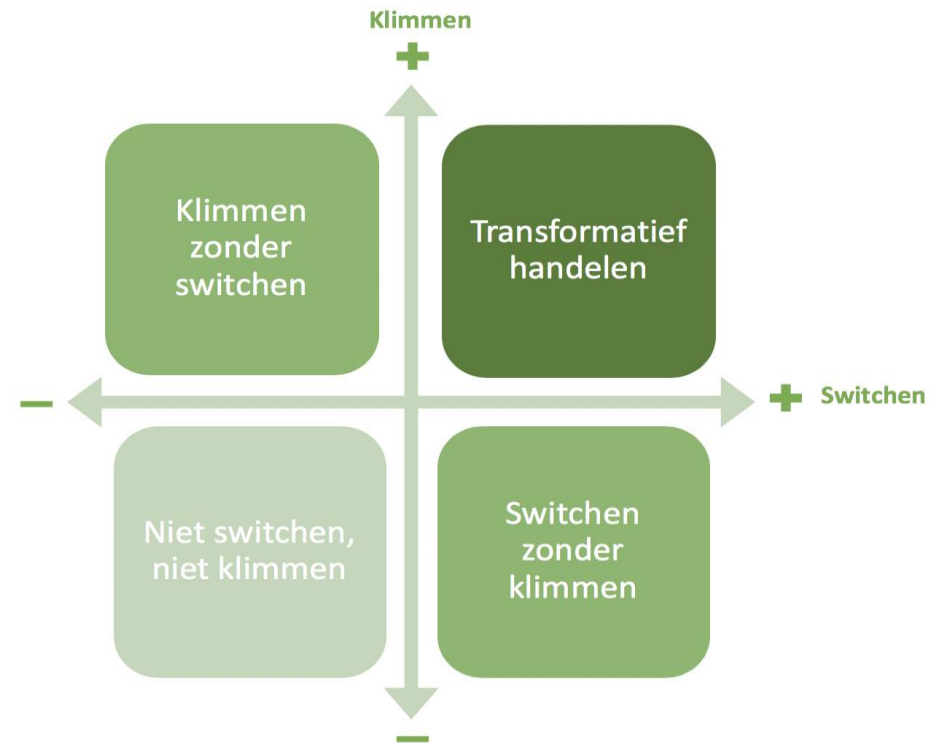 Klimmen
+
Klimmen
zonder
switchen
Transformatief
handelen
–
+ Switchen
Niet switchen,
niet klimmen
Switchen
zonder
klimmen
–